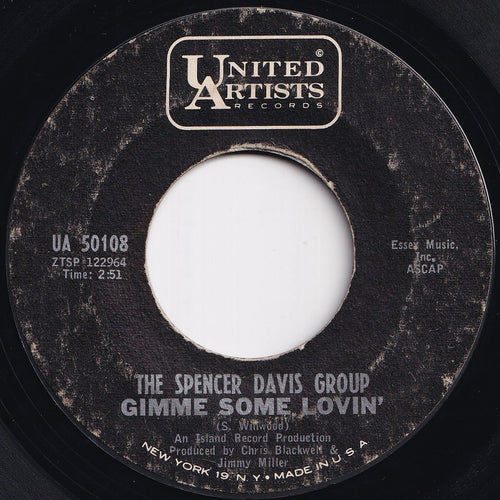 ©
UNITED
ARTISTS
RECORDS
UA 50108
ZTSP 122964
Time: 2:51
Essex Music,
Inc.
ASCAP
THE SPENCER DAVIS GROUP
GIMME SOME LOVIN'
(S. Winwood)
An Island Record Production
Produced by Chris Blackwell &
Jimmy Miller
NEW YORK 19 N.Y. • MADE IN U.S.A